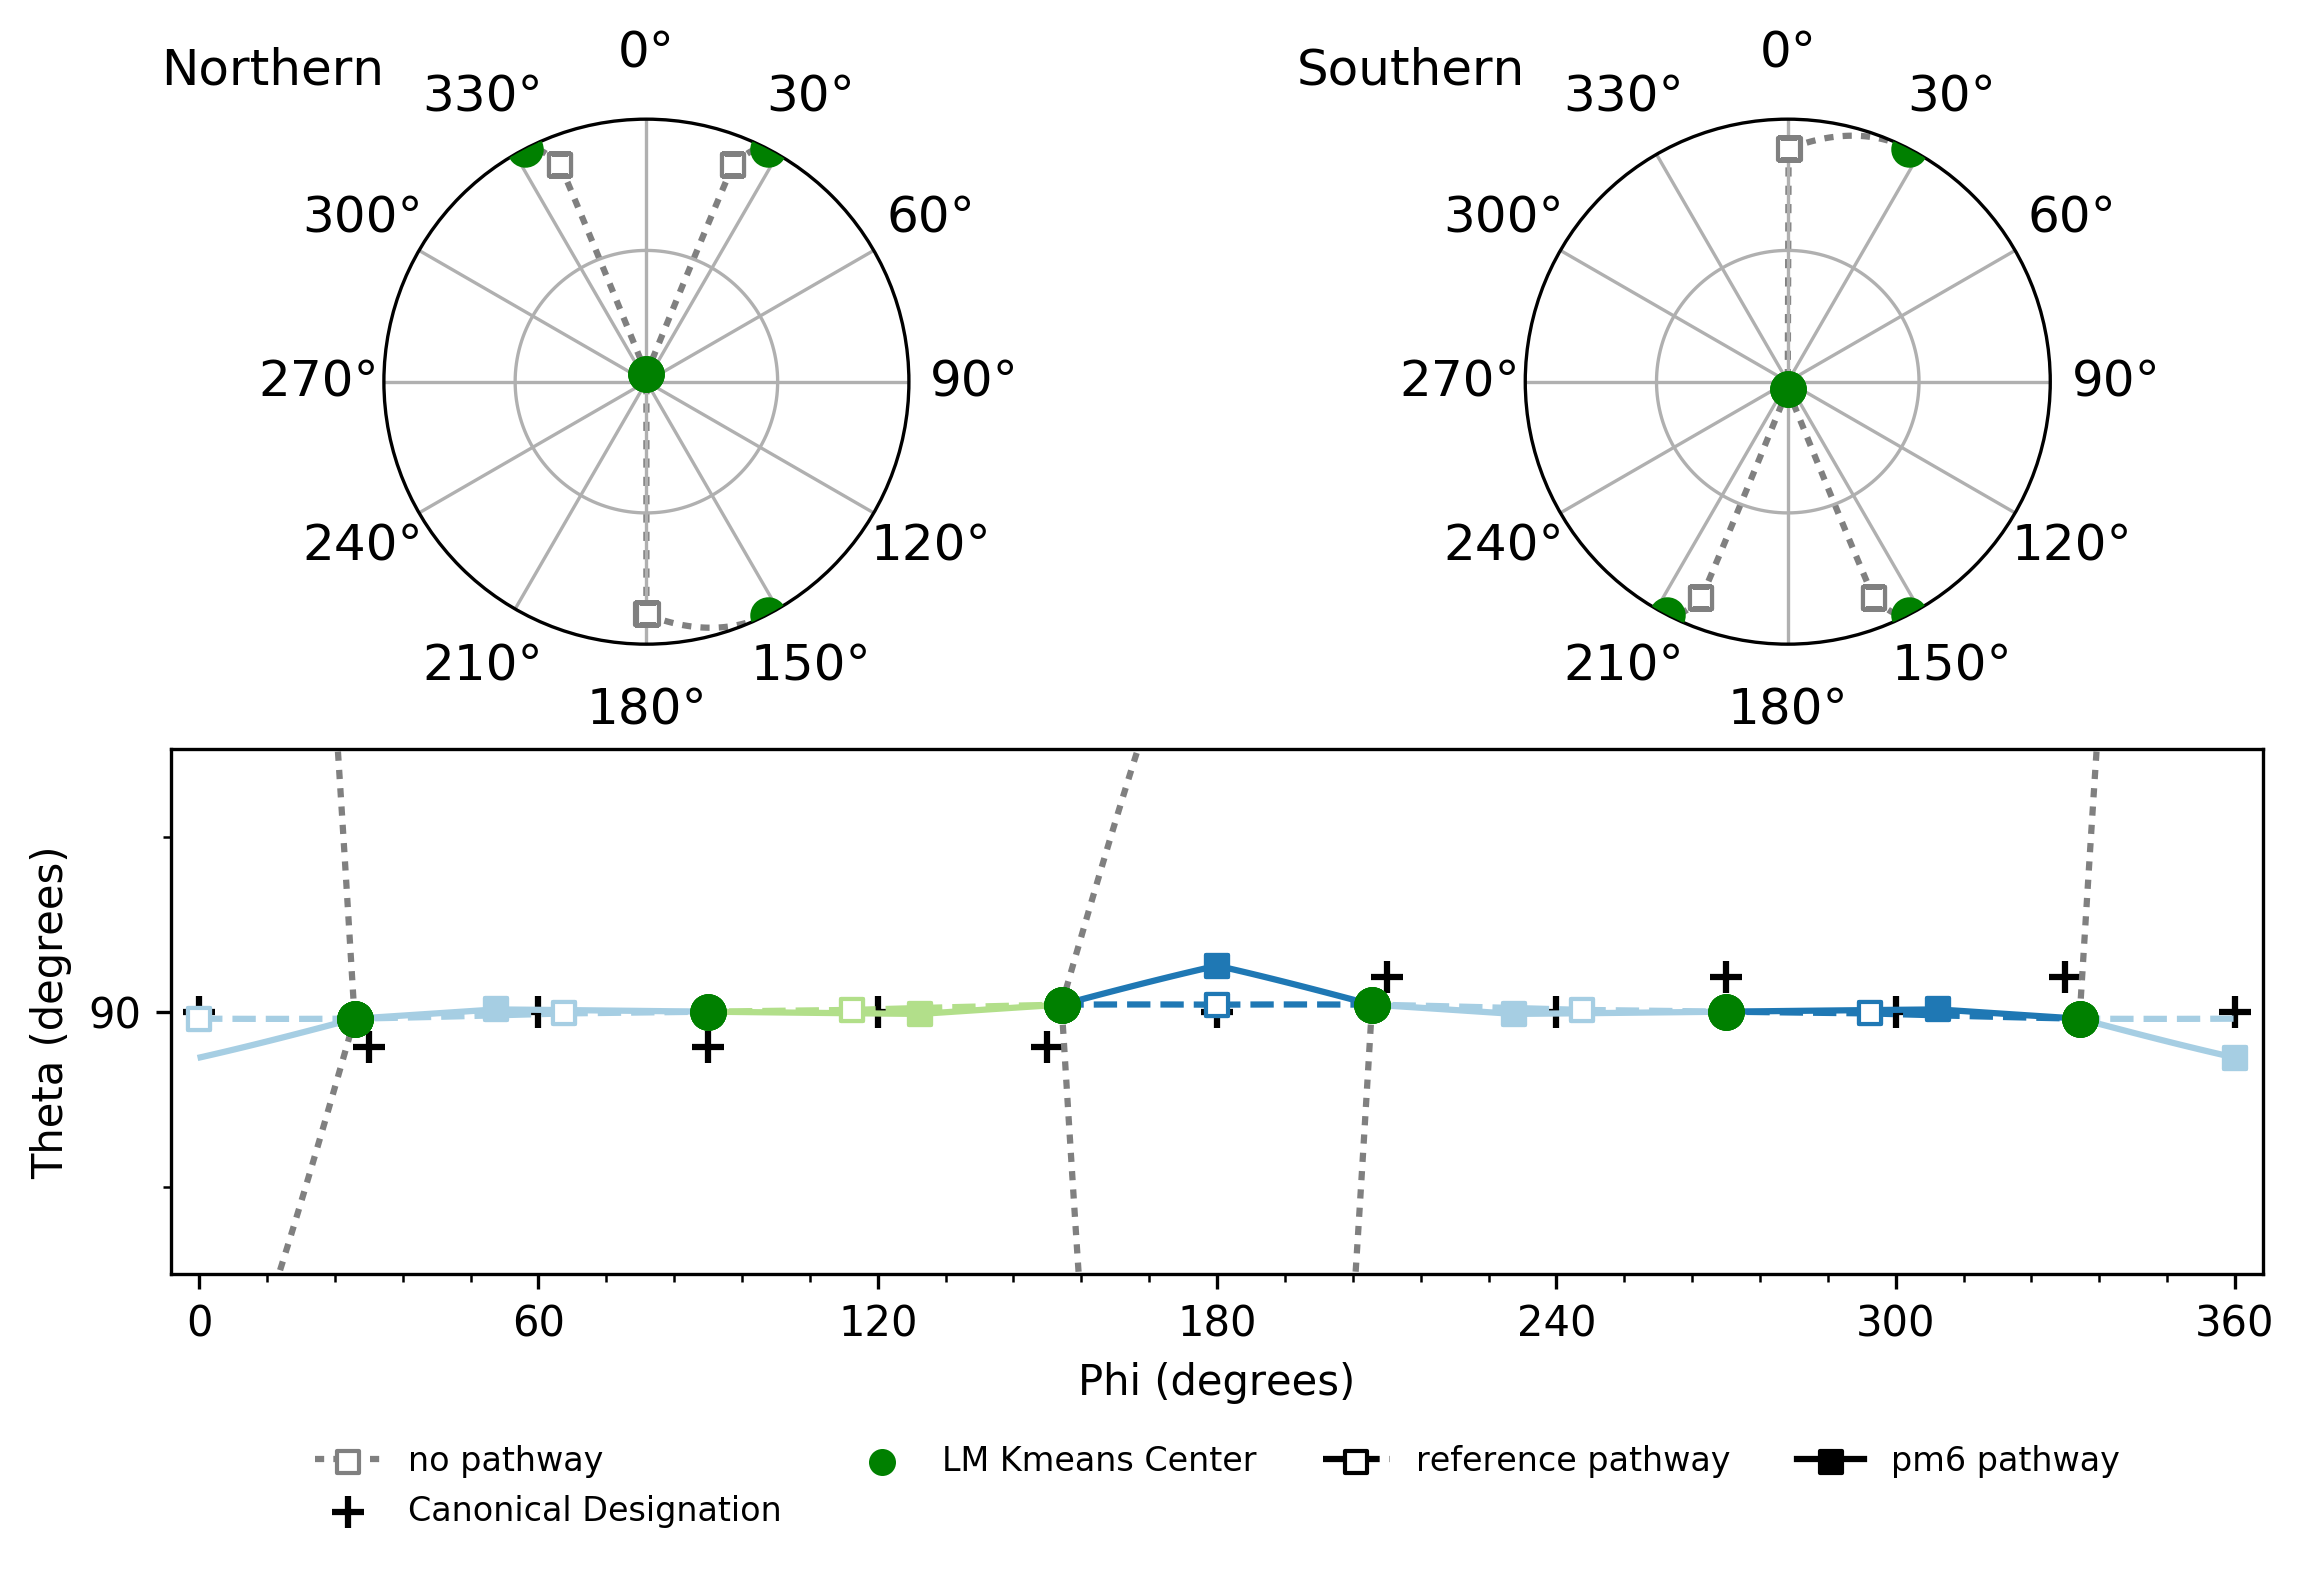 Northern
0°
330°
30°
300°
60°
270°
90°
240°
120°
210°
150°
180°
Southern
0°
330°
30°
300°
60°
270°
90°
240°
120°
210°
150°
180°
Theta (degrees)
90
0 60 120 180 240 300 360
Phi (degrees)
no pathway
LM Kmeans Center
reference pathway
pm6 pathway
Canonical Designation